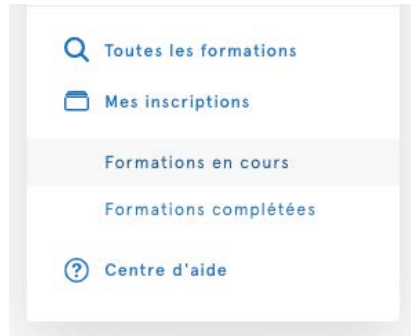 Toutes les formations
Mes inscriptions
Formations en cours
Formations complétées
Centre d'aide